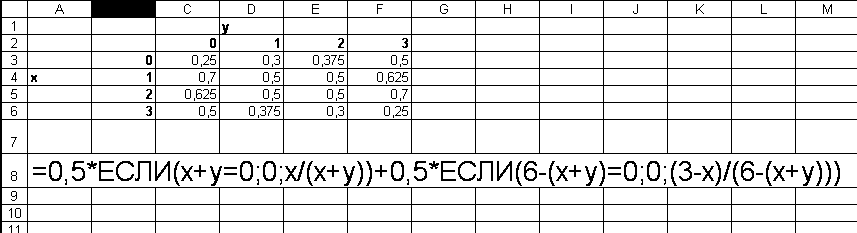 A C D E F G H I J K L M
1 y
2 0 1 2 3
3 0 0,25 0,3 0,375 0,5
4 x 1 0,7 0,5 0,5 0,625
5 2 0,625 0,5 0,5 0,7
6 3 0,5 0,375 0,3 0,25
7
8 =0,5*ЕСЛИ(x+y=0;0;x/(x+y))+0,5*ЕСЛИ(6-(x+y)=0;0;(3-x)/(6-(x+y)))
9
10
11